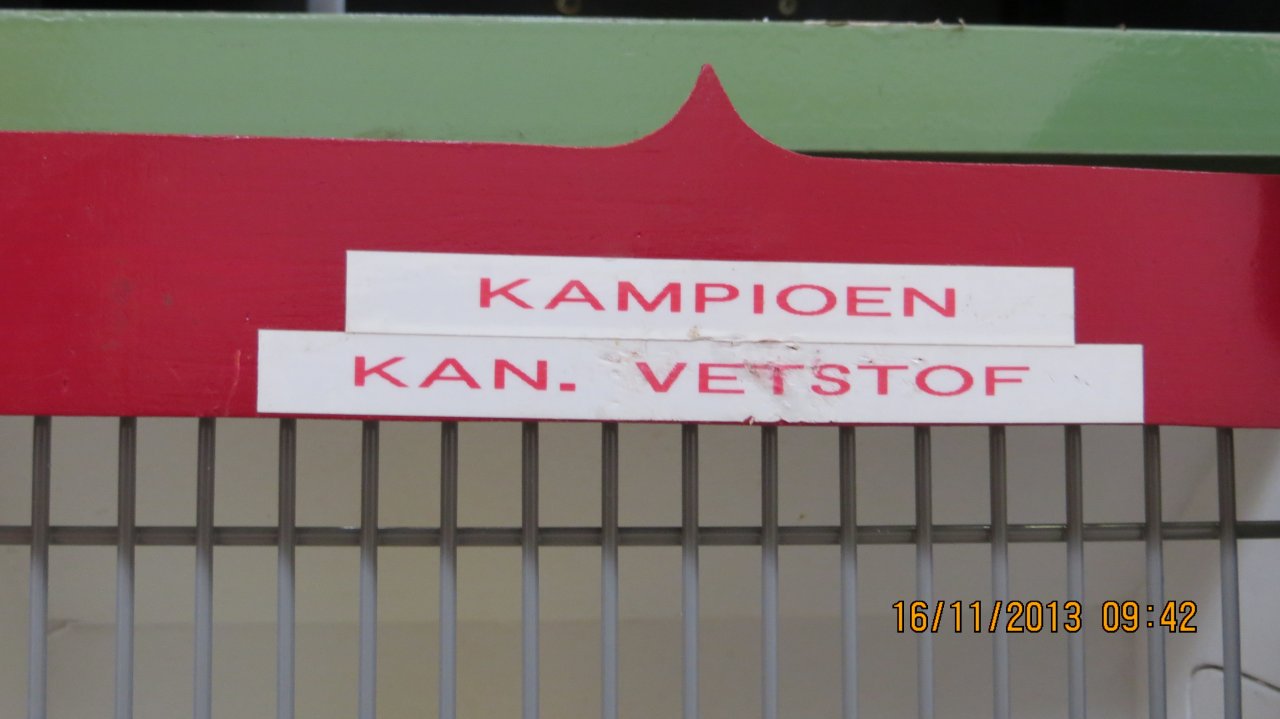 KAMPIOEN
KAN. VETSTOF
16/11/2013 09:42